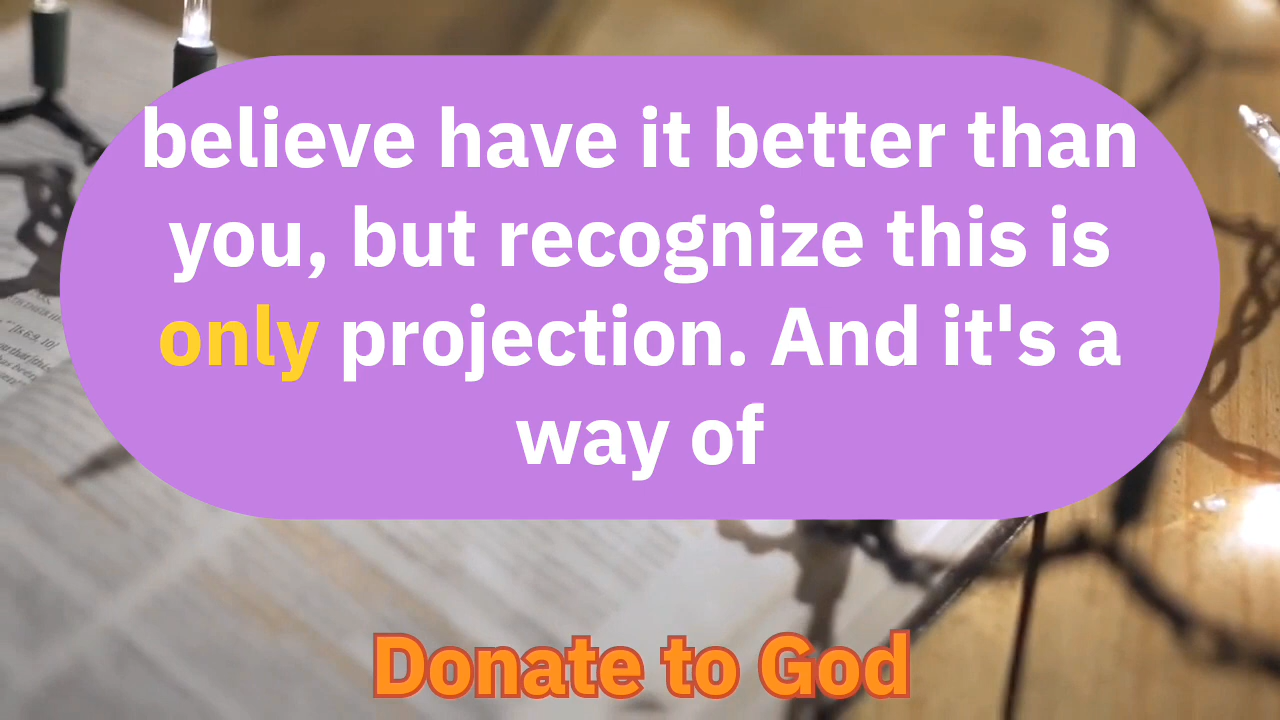 believe have it better than
you, but recognize this is
only projection. And it's a
way of
Donate to God